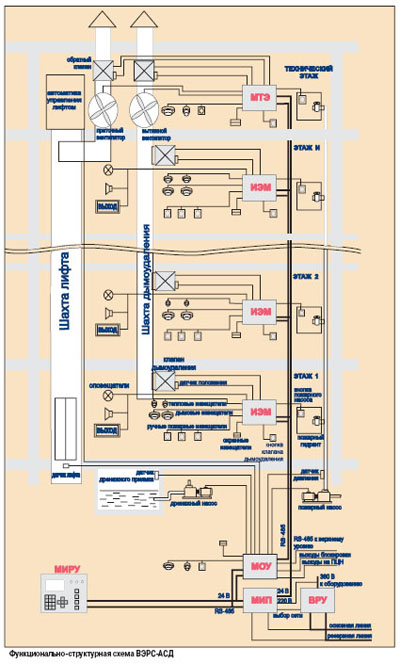 обратный
клапан
ТЕХНИЧЕСКИЙ
ЭТАЖ
автоматика
управления
лифтом
МТЭ
приточный
вентилятор
вытяжной
вентилятор
ЭТАЖ N
ИЭМ
ВЫХОД
Шахта лифта
Шахта дымоудаления
ЭТАЖ 2
ИЭМ
ВЫХОД
клапан
дымоудаления
ЭТАЖ 1
датчик положения
кнопка
пожарного
насоса
оповещатели
тепловые извещатели
дымовые извещатели
ИЭМ
ВЫХОД
ручные пожарные извещатели
охранные
извещатели
кнопка
клапана
дымоудаления
пожарный
гидрант
датчик лифта
датчик
дренажного приямка
датчик
давления
дренажный насос
пожарный насос
RS-485
RS-485 к верхнему
уровню
выходы блокировки
выходы на ПЦН
МИРУ
МОУ
380 В
к оборудованию
24 В
24 В
220 В
МИП
ВРУ
RS-485
выбор сети
основная линия
резервная линия
Функционально-структурная схема ВЭРС-АСД